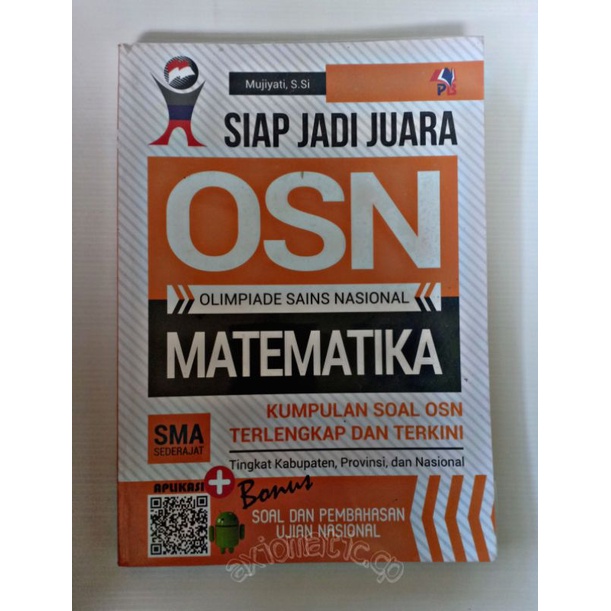 Mujiyati, S.Si
PB
SIAP JADI JUARA
OSN
OLIMPIADE SAINS NASIONAL
MATEMATIKA
KUMPULAN SOAL OSN
TERLENGKAP DAN TERKINI
SMA
SEDERAJAT
Tingkat Kabupaten, Provinsi, dan Nasional
APLIKASI
+
Bonus
SOAL DAN PEMBAHASAN
UJIAN NASIONAL
axiomatic.co